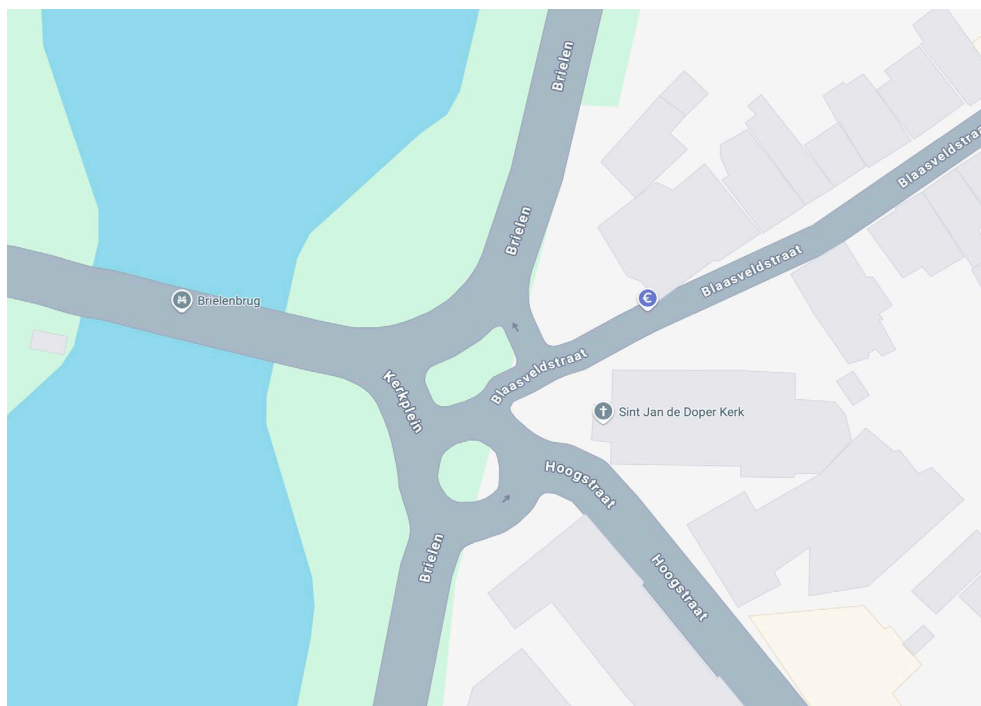 Brielen
Blaasveldstraat
Brielen
Blaasveldstraat
Brielenbrug
€
Blaasveldstraat
Kerkplein
Sint Jan de Doper Kerk
Hoogstraat
Brielen
Hoogstraat